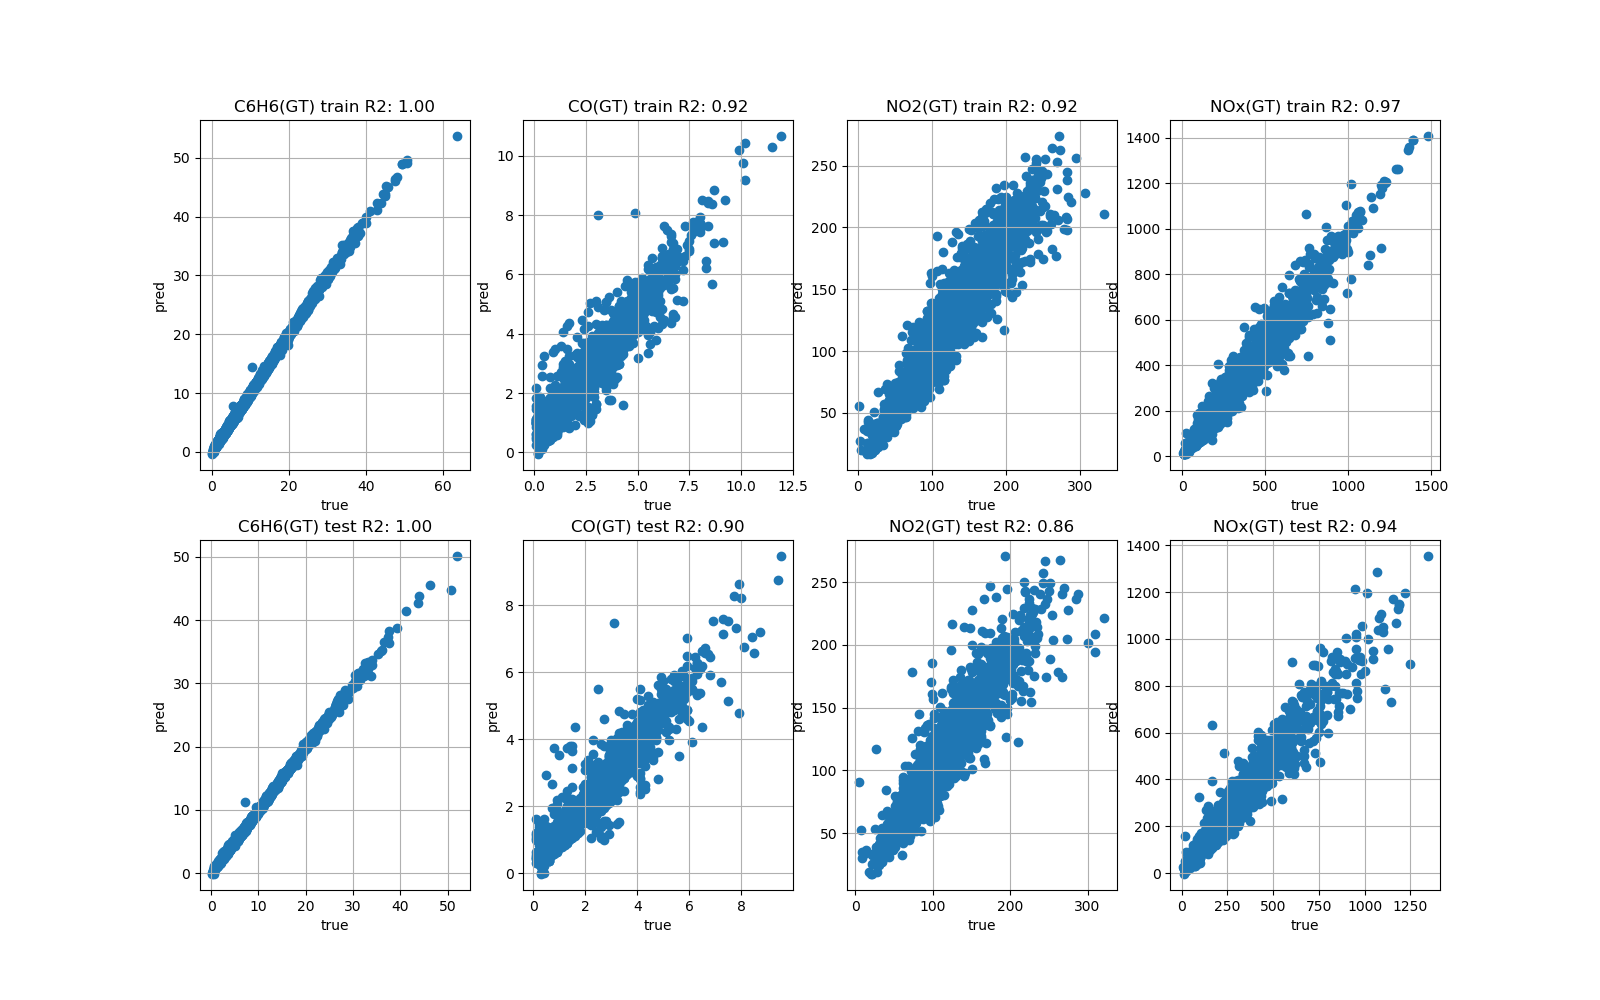 C6H6(GT) train R2: 1.00
CO(GT) train R2: 0.92
NO2(GT) train R2: 0.92
NOx(GT) train R2: 0.97
pred
50
40
30
20
10
0
0 20 40 60
true
pred
10
8
6
4
2
0
0.0 2.5 5.0 7.5 10.0 12.5
true
pred
250
200
150
100
50
0 100 200 300
true
pred
1400
1200
1000
800
600
400
200
0
0 500 1000 1500
true
C6H6(GT) test R2: 1.00
CO(GT) test R2: 0.90
NO2(GT) test R2: 0.86
NOx(GT) test R2: 0.94
pred
50
40
30
20
10
0
0 10 20 30 40 50
true
pred
8
6
4
2
0
0 2 4 6 8
true
pred
250
200
150
100
50
0 100 200 300
true
pred
1400
1200
1000
800
600
400
200
0
0 250 500 750 1000 1250
true